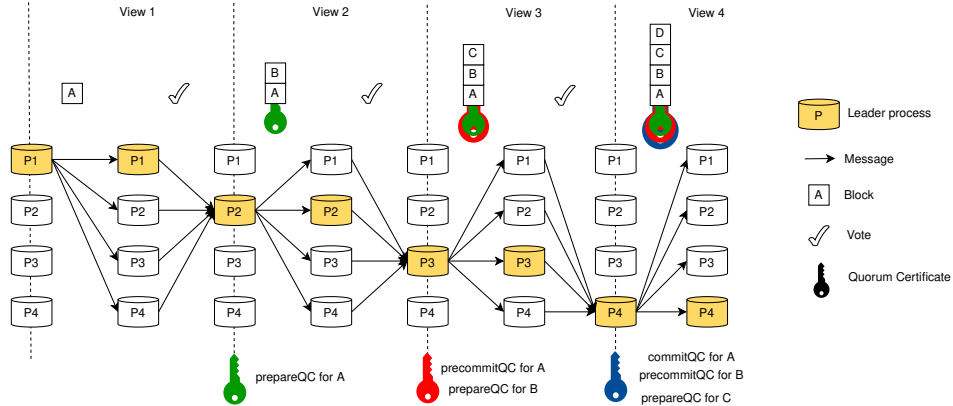 View 1
View 2
View 3
View 4
A
B
A
C
B
A
D
C
B
A
P1
P1
P1
P1
P1
P1
P1
P1
P2
P2
P2
P2
P2
P2
P2
P2
P3
P3
P3
P3
P3
P3
P3
P3
P4
P4
P4
P4
P4
P4
P4
P4
prepareQC for A
precommitQC for A
prepareQC for B
commitQC for A
precommitQC for B
prepareQC for C
P
Leader process
Message
A
Block
Vote
Quorum Certificate